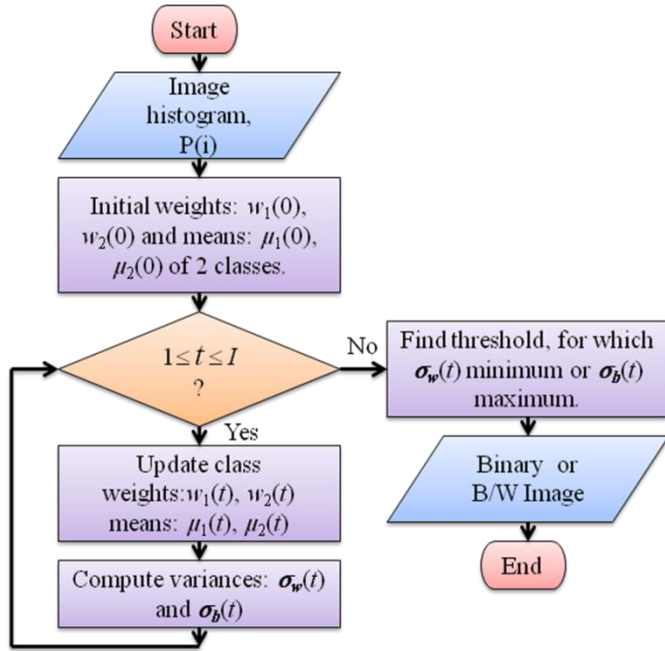 Start
Image
histogram,
P(i)
Initial weights: w₁(0),
w₂(0) and means: μ₁(0),
μ₂(0) of 2 classes.
1 ≤ t ≤ I
?
No
Yes
Update class
weights:w₁(t), w₂(t)
means: μ₁(t), μ₂(t)
Compute variances: σw(t)
and σb(t)
Find threshold, for which
σw(t) minimum or σb(t)
maximum.
Binary or
B/W Image
End